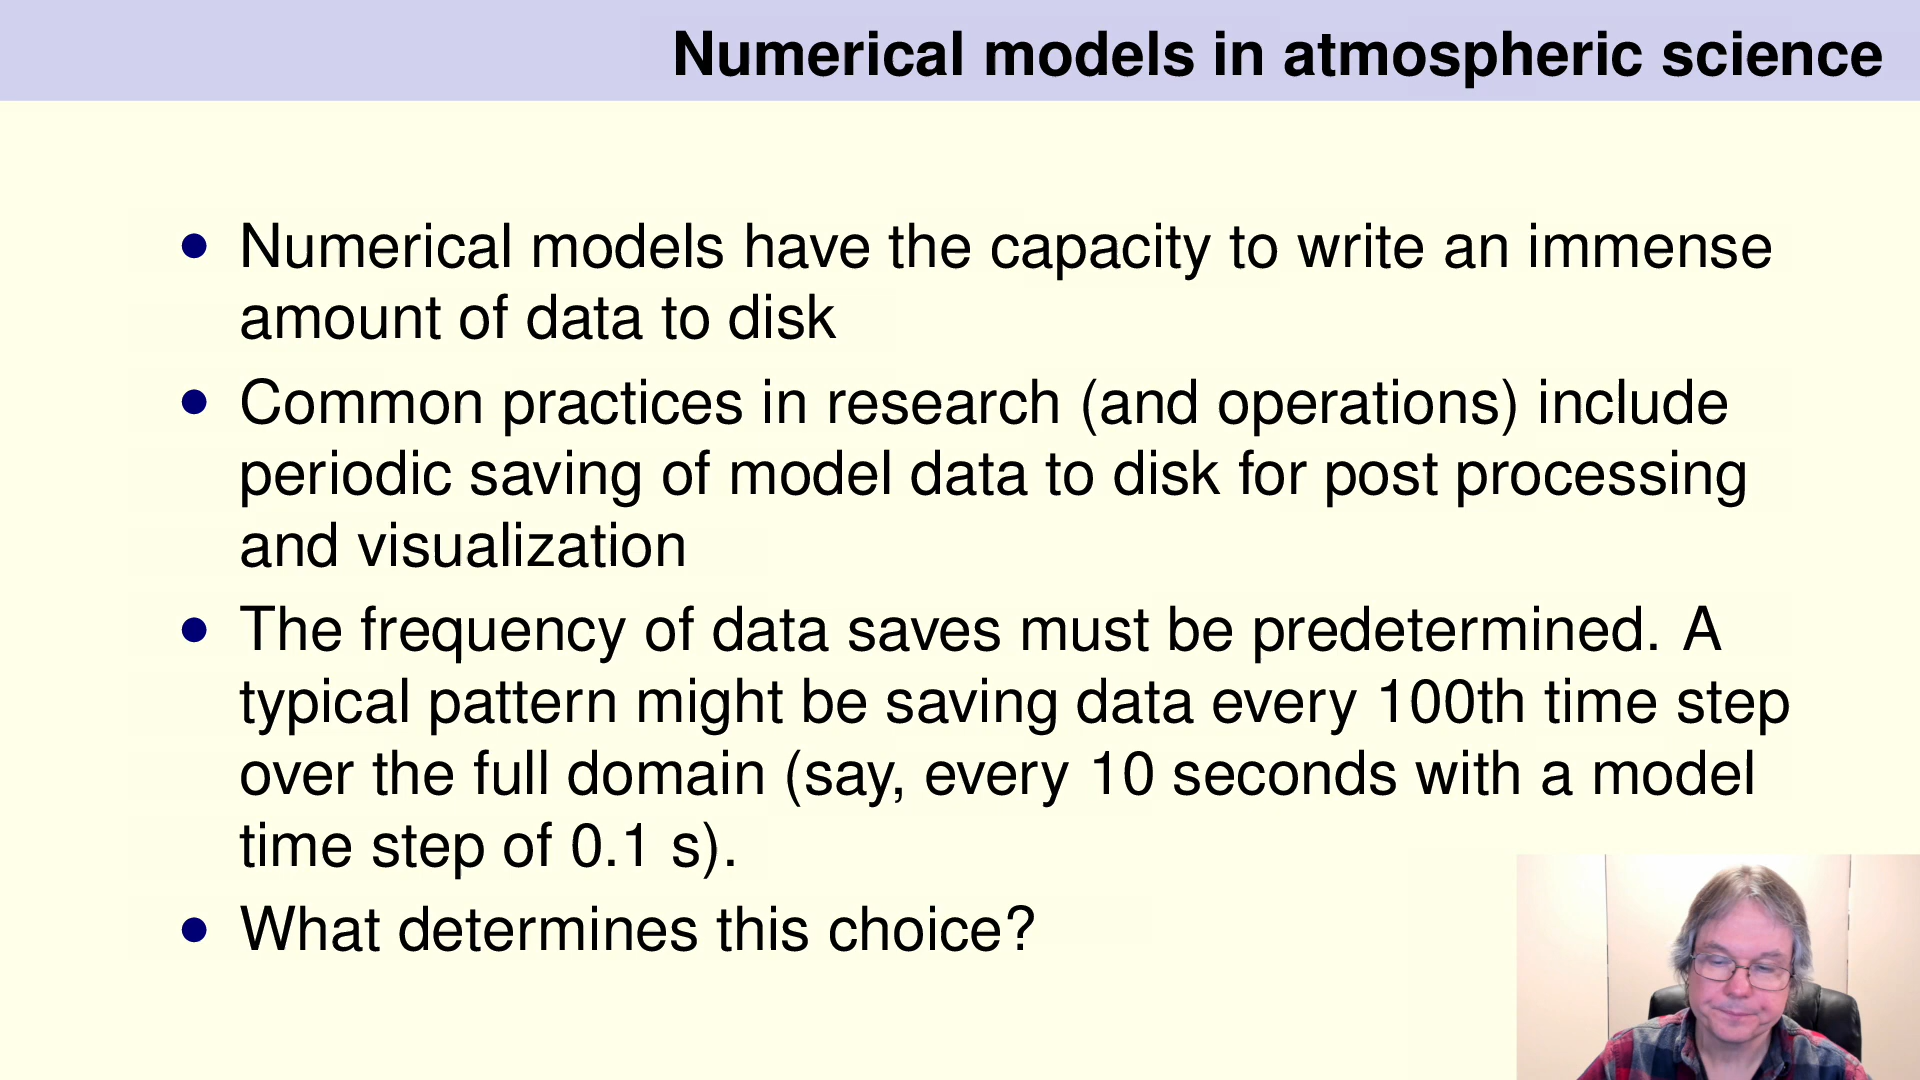 Numerical models in atmospheric science
• Numerical models have the capacity to write an immense
amount of data to disk
• Common practices in research (and operations) include
periodic saving of model data to disk for post processing
and visualization
• The frequency of data saves must be predetermined. A
typical pattern might be saving data every 100th time step
over the full domain (say, every 10 seconds with a model
time step of 0.1 s).
• What determines this choice?